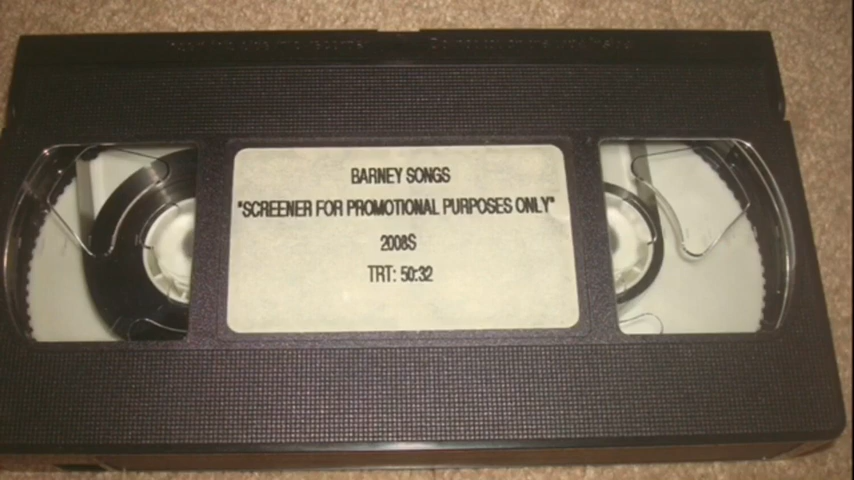 BARNEY SONGS
"SCREENER FOR PROMOTIONAL PURPOSES ONLY"
2008S
TRT: 50:32